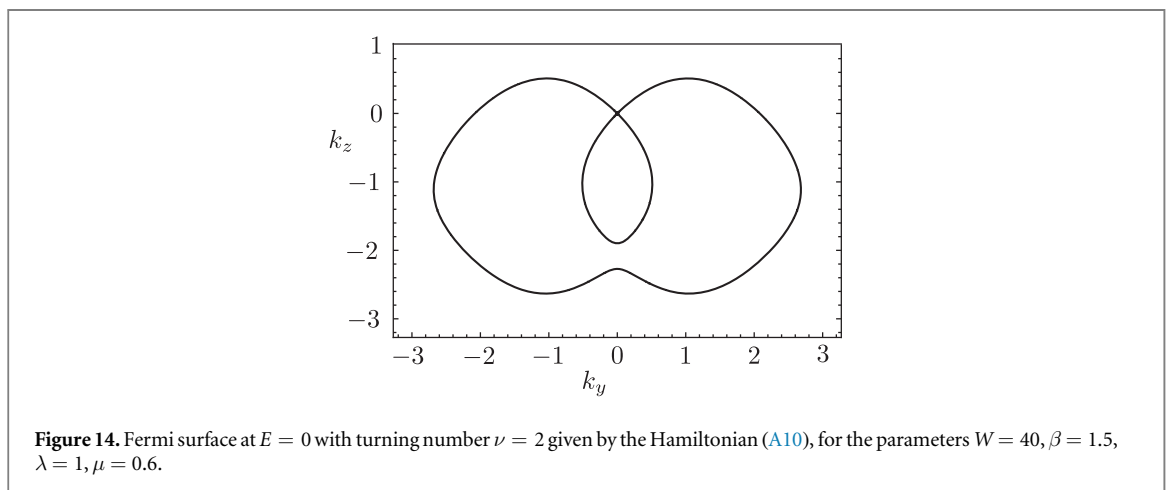 1
0
k_z
−1
−2
−3
−3 −2 −1 0 1 2 3
k_y
Figure 14. Fermi surface at E = 0 with turning number ν = 2 given by the Hamiltonian (A10), for the parameters W = 40, β = 1.5,
λ = 1, μ = 0.6.